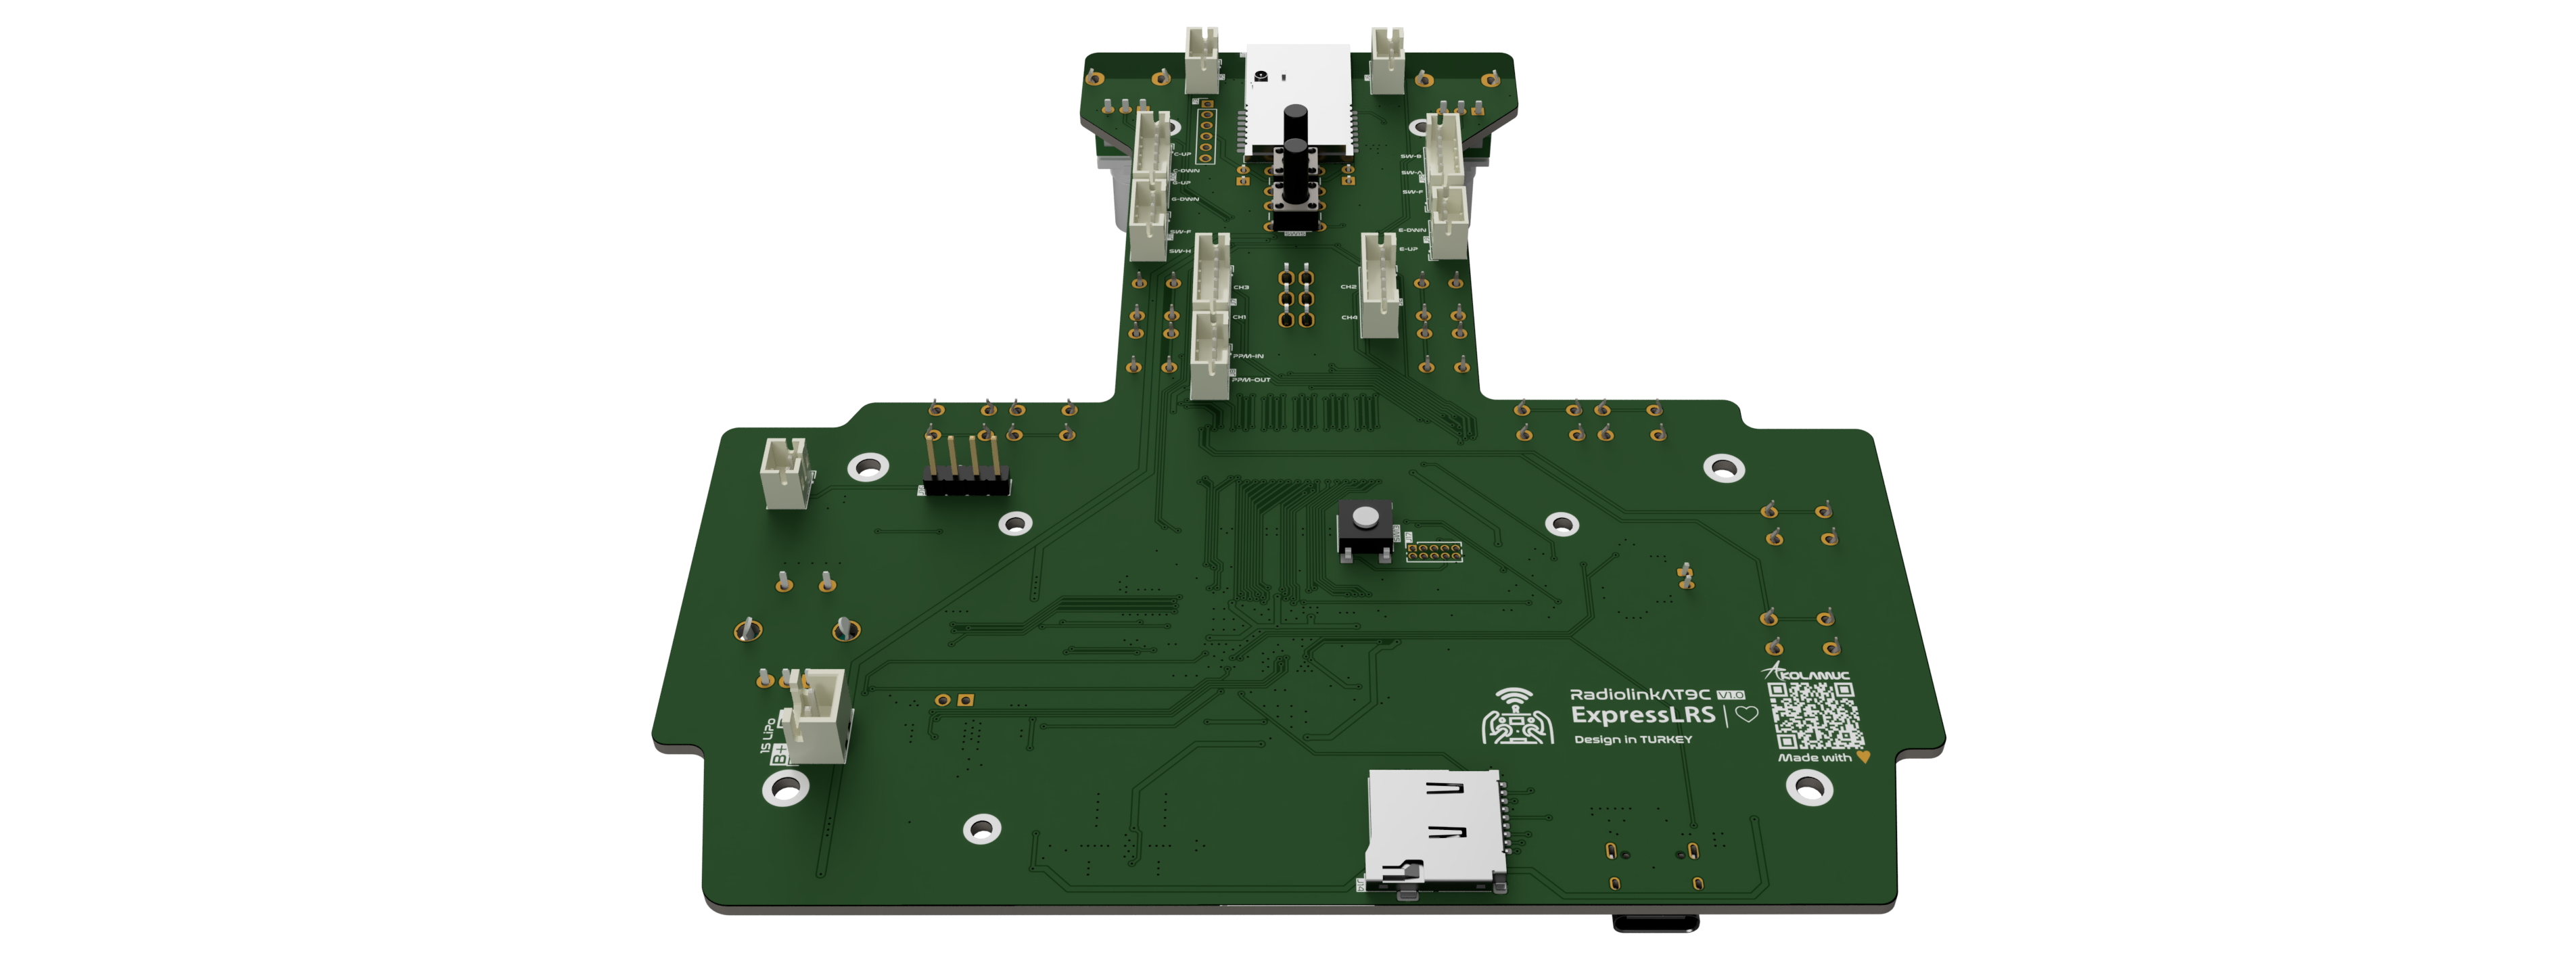 C-UP
C-DWN
G-UP
G-DWN
SW-F
SW-H
SW-B
SW-A
SW-F
E-DWN
E-UP
CH3
CH1
CH2
CH4
PPM-IN
PPM-OUT
1S LiPo
B+
AKOLAMUC
RadiolinkAT9C V1.0
ExpressLRS | ♡
Design in TURKEY
Made with ♥